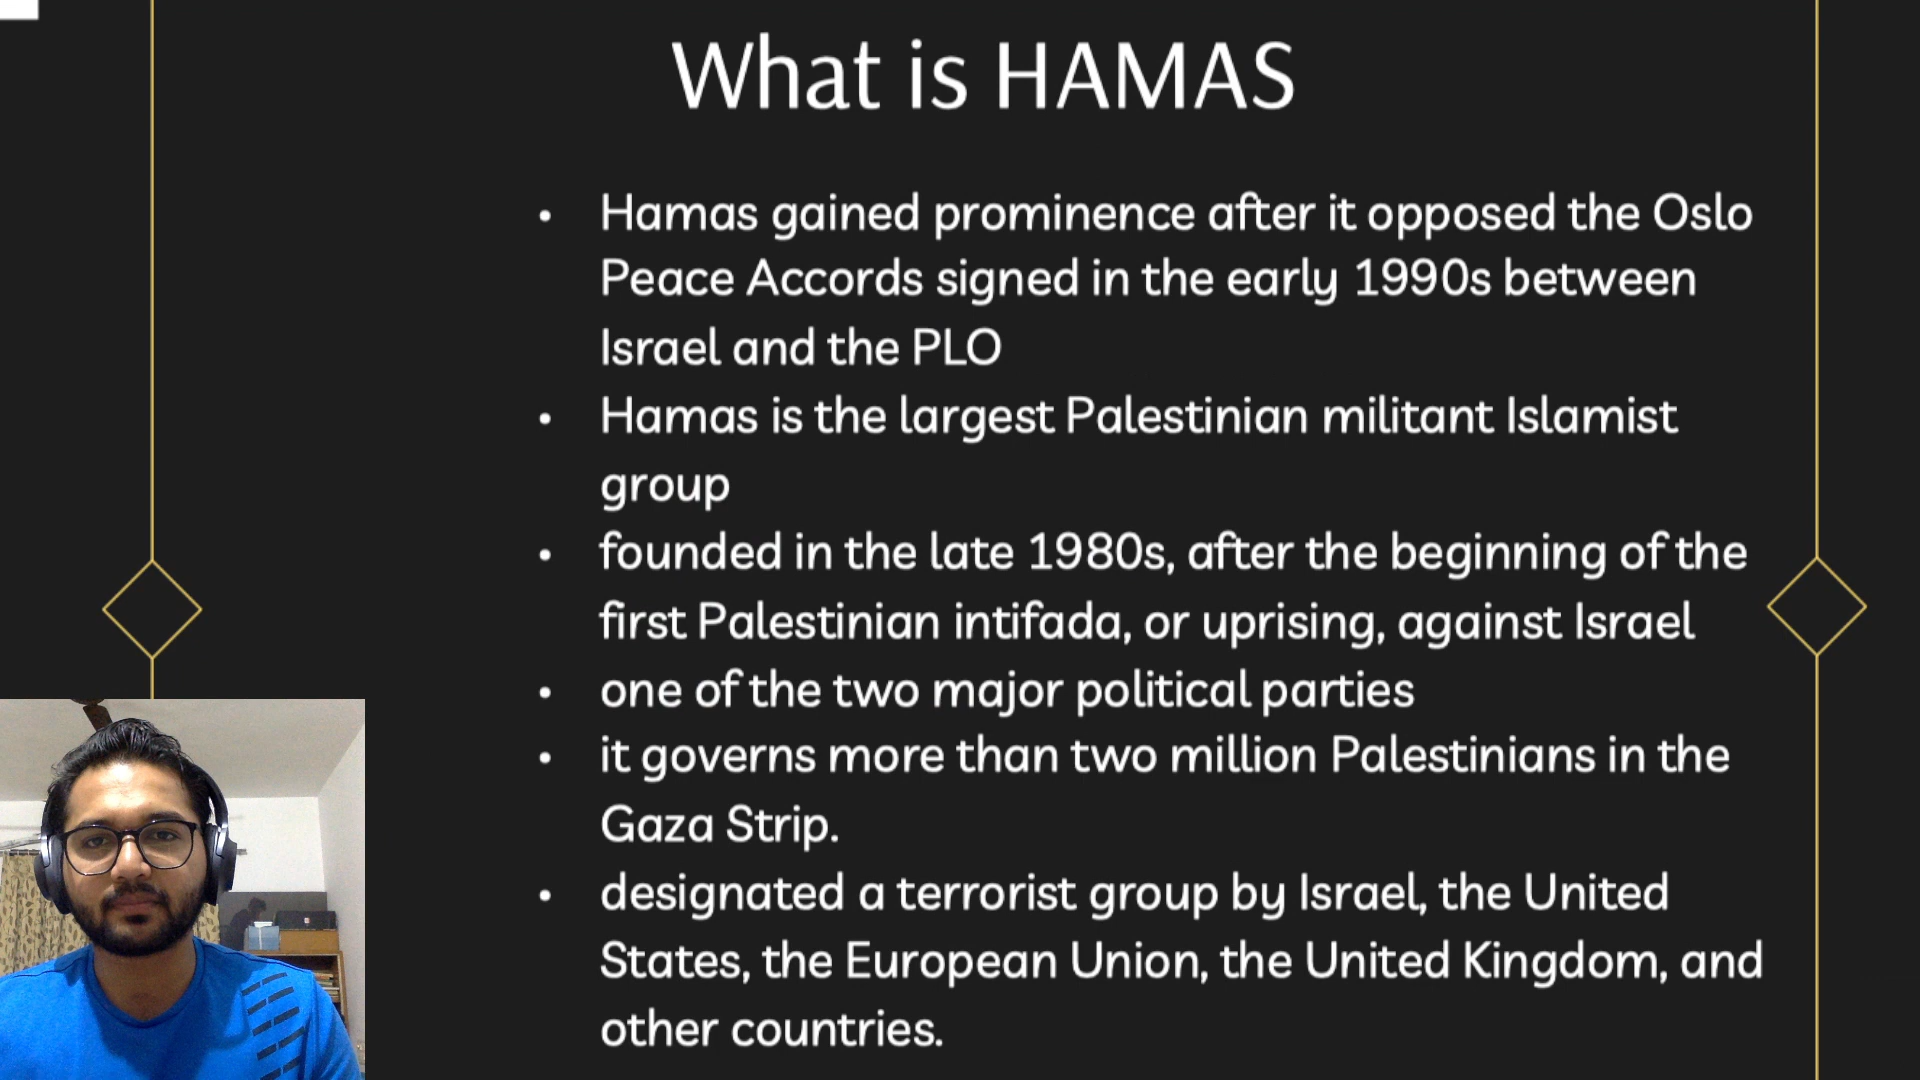 What is HAMAS
• Hamas gained prominence after it opposed the Oslo
Peace Accords signed in the early 1990s between
Israel and the PLO
• Hamas is the largest Palestinian militant Islamist
group
• founded in the late 1980s, after the beginning of the
first Palestinian intifada, or uprising, against Israel
• one of the two major political parties
• it governs more than two million Palestinians in the
Gaza Strip.
• designated a terrorist group by Israel, the United
States, the European Union, the United Kingdom, and
other countries.